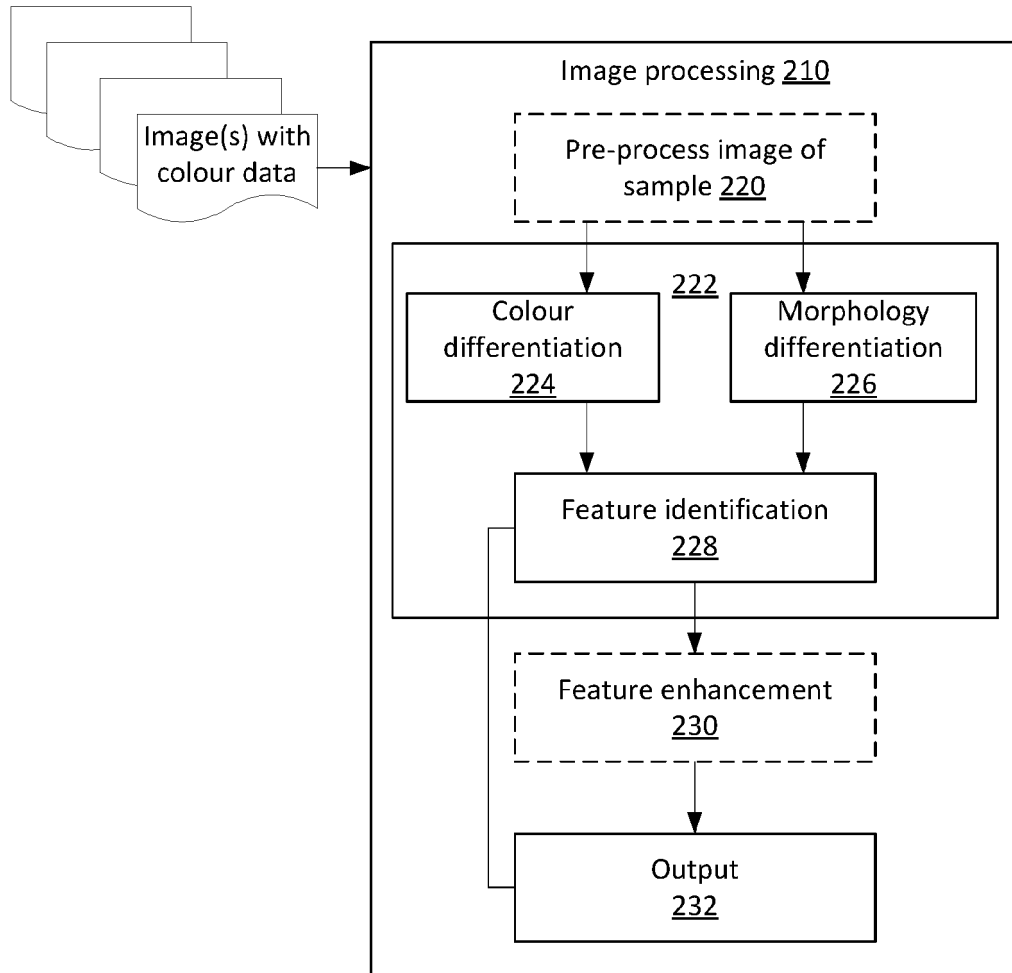 Image processing 210
Image(s) with
colour data
Pre-process image of
sample 220
222
Colour
differentiation
224
Morphology
differentiation
226
Feature identification
228
Feature enhancement
230
Output
232